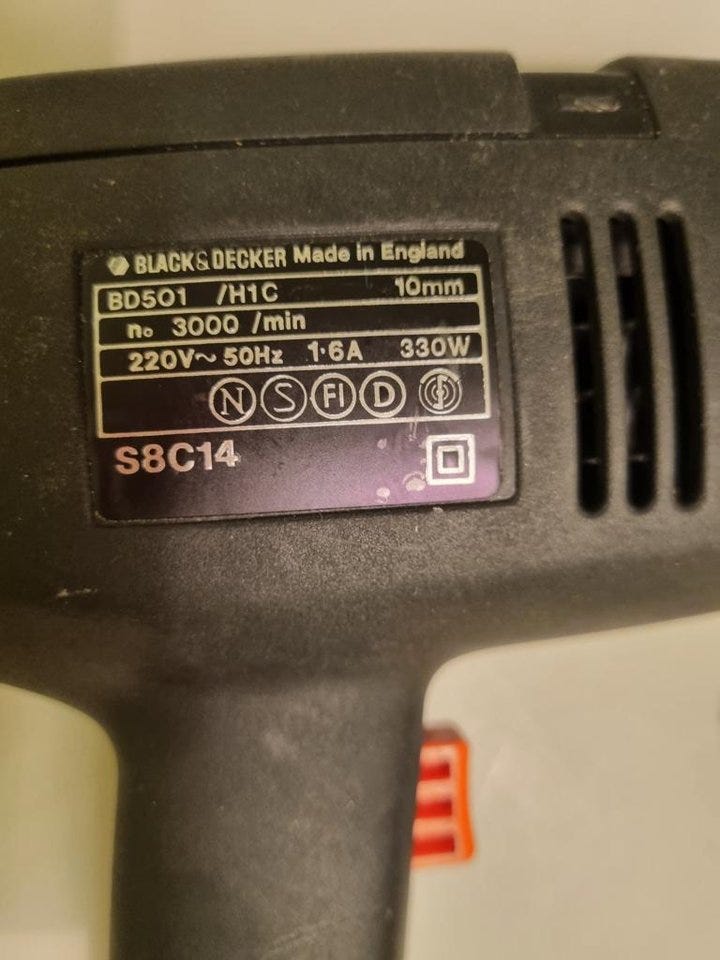 BLACK&DECKER Made in England
BD501 /H1C 10mm
no 3000 /min
220V~ 50Hz 1·6A 330W
N S FI D
S8C14